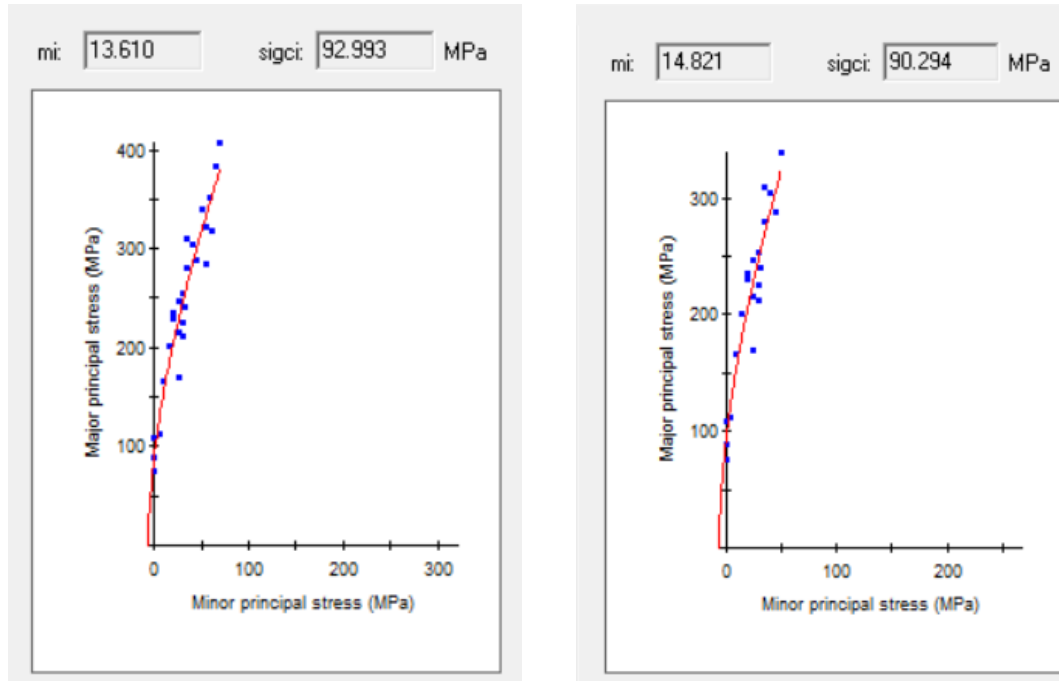 mi: 13.610 sigci: 92.993 MPa
400
300
200
100
Major principal stress (MPa)
0 100 200 300
Minor principal stress (MPa)
mi: 14.821 sigci: 90.294 MPa
300
200
100
Major principal stress (MPa)
0 100 200
Minor principal stress (MPa)